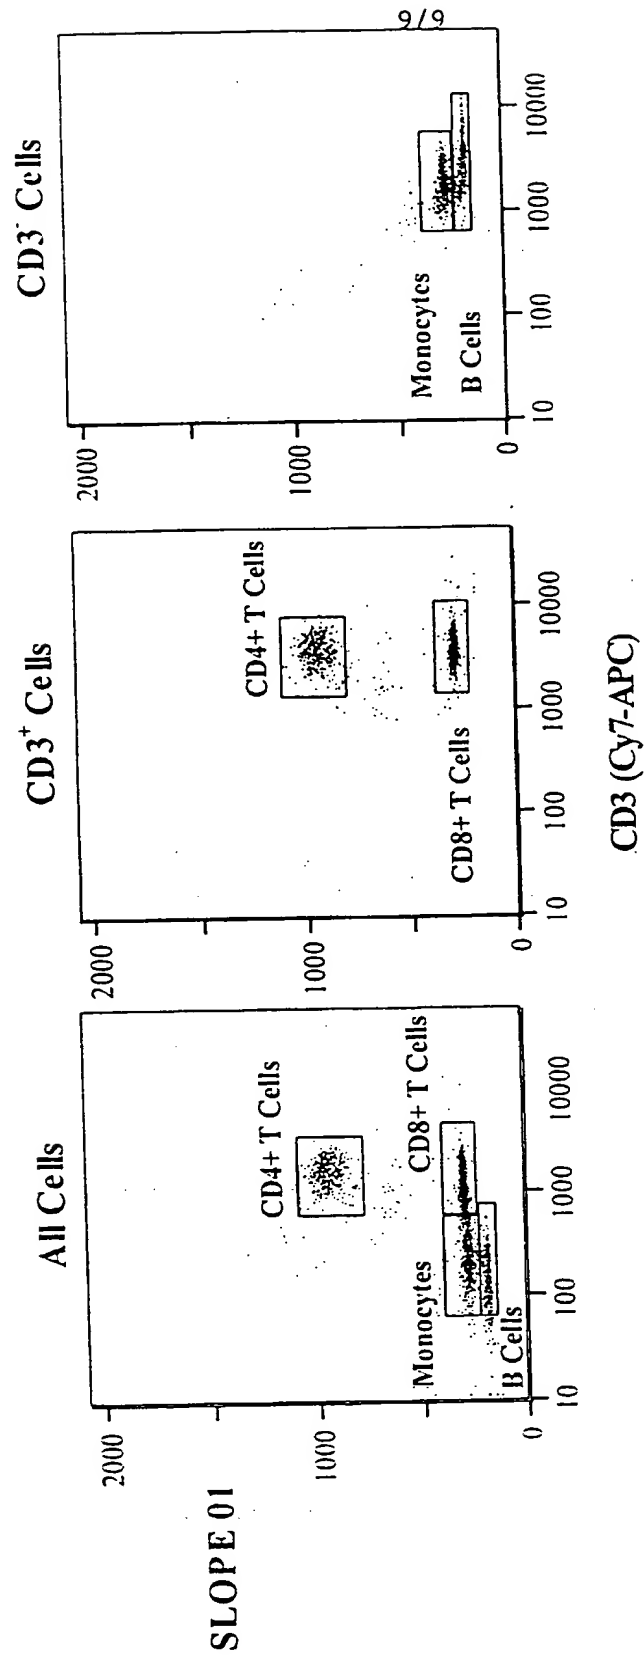 6/6
All Cells
CD3⁺ Cells
CD3⁻ Cells
SLOPE 01
2000
1000
0
10
100
1000
10000
CD4+ T Cells
CD8+ T Cells
Monocytes
B Cells
2000
1000
0
10
100
1000
10000
CD4+ T Cells
CD8+ T Cells
2000
1000
0
10
100
1000
10000
Monocytes
B Cells
CD3 (Cy7-APC)